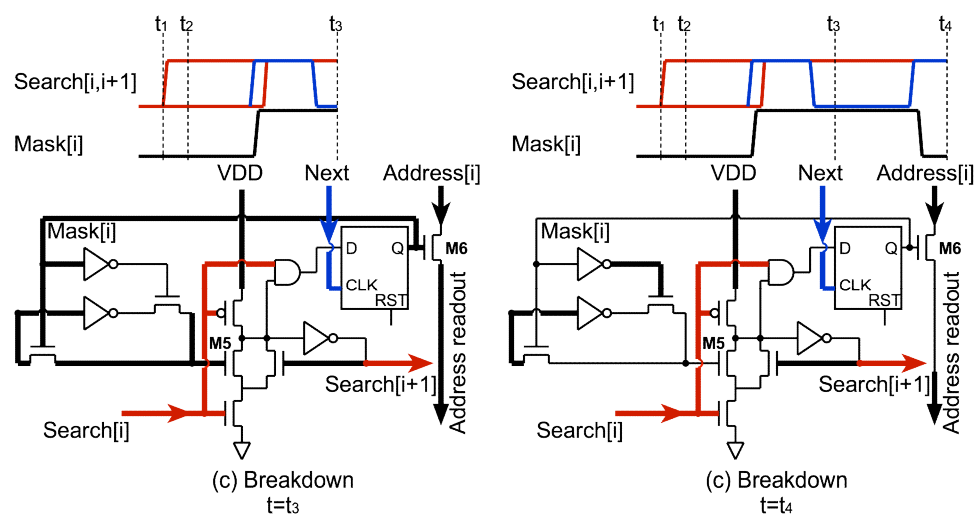 t1 t2 t3
Search[i,i+1]
Mask[i]
VDD Next Address[i]
Mask[i]
D Q M6
CLK
RST
M5
Search[i+1]
Address readout
Search[i]
(c) Breakdown
t=t3
t1 t2 t3 t4
Search[i,i+1]
Mask[i]
VDD Next Address[i]
Mask[i]
D Q M6
CLK
RST
M5
Search[i+1]
Address readout
Search[i]
(c) Breakdown
t=t4